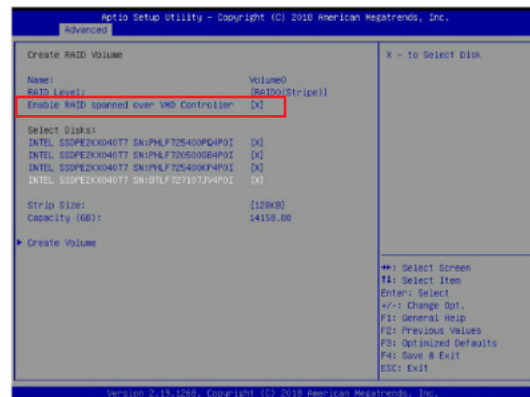 Aptio Setup Utility - Copyright (C) 2018 American Megatrends, Inc.
Advanced
Create RAID Volume
Name: Volume0
RAID Level: [RAID0(Stripe)]
Enable RAID spanned over VMD Controller [X]
Select Disks:
INTEL SSDPE2KX040T7 SN:PHLF725400PQ4P0I [X]
INTEL SSDPE2KX040T7 SN:PHLF720500SB4P0I [X]
INTEL SSDPE2KX040T7 SN:PHLF725400KP4P0I [X]
INTEL SSDPE2KX040T7 SN:BTLF727107JV4P0I [X]
Strip Size: [128KB]
Capacity (GB): 14158.08
Create Volume
X - to Select Disk
→←: Select Screen
↑↓: Select Item
Enter: Select
+/-: Change Opt.
F1: General Help
F2: Previous Values
F3: Optimized Defaults
F4: Save & Exit
ESC: Exit
Version 2.19.1268. Copyright (C) 2018 American Megatrends, Inc.